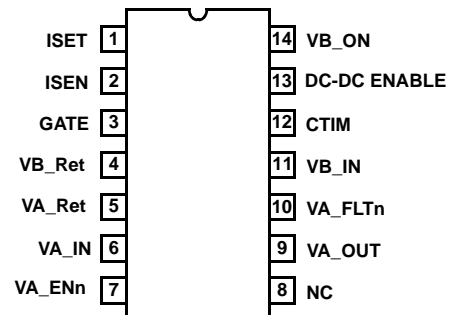 ISET 1 14 VB_ON
ISEN 2 13 DC-DC ENABLE
GATE 3 12 CTIM
VB_Ret 4 11 VB_IN
VA_Ret 5 10 VA_FLTn
VA_IN 6 9 VA_OUT
VA_ENn 7 8 NC